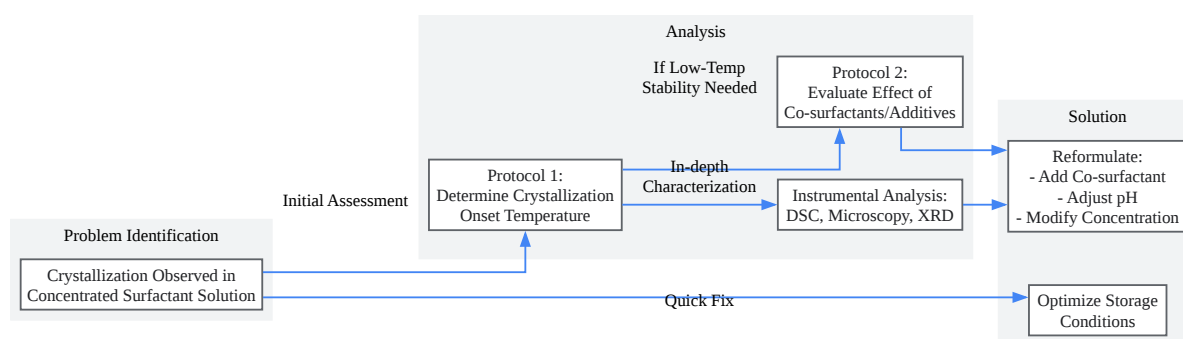 Problem Identification
Crystallization Observed in
Concentrated Surfactant Solution
Initial Assessment
Quick Fix
Analysis
Protocol 1:
Determine Crystallization
Onset Temperature
If Low-Temp
Stability Needed
In-depth
Characterization
Protocol 2:
Evaluate Effect of
Co-surfactants/Additives
Instrumental Analysis:
DSC, Microscopy, XRD
Solution
Reformulate:
- Add Co-surfactant
- Adjust pH
- Modify Concentration
Optimize Storage
Conditions